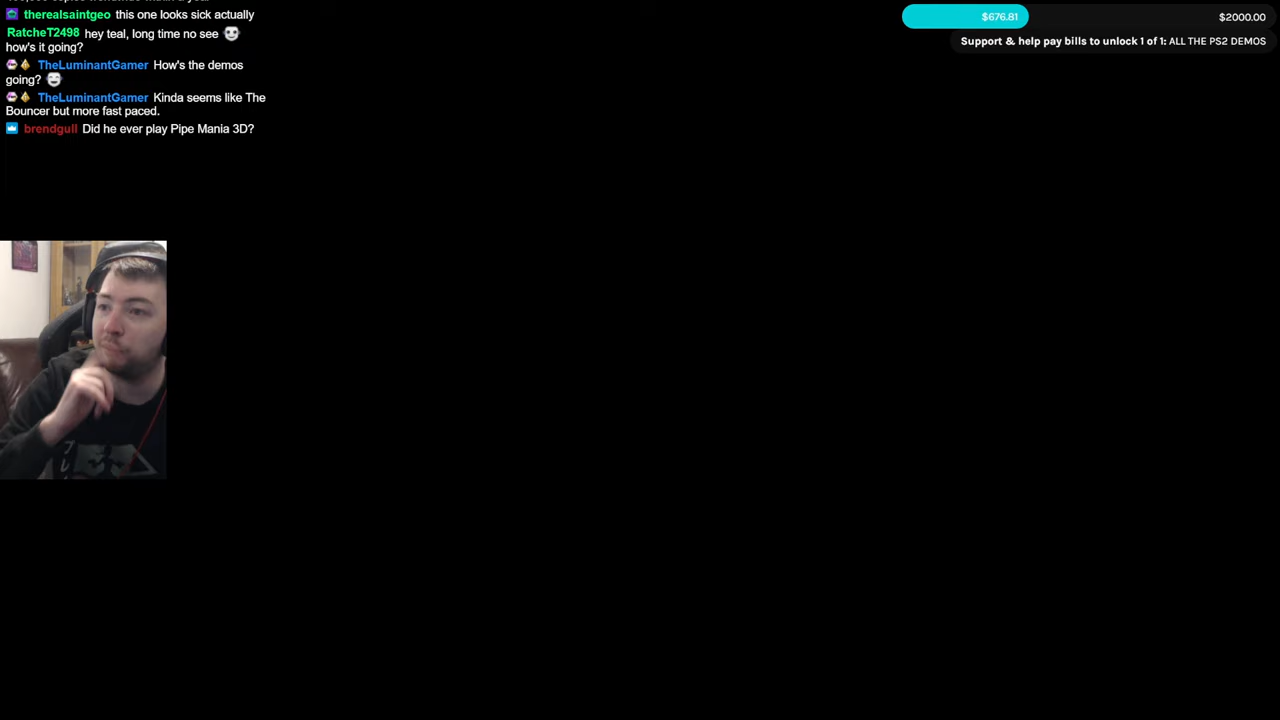 therealsaintgeo this one looks sick actually
RatcheT2498 hey teal, long time no see
how's it going?
TheLuminantGamer How's the demos
going?
TheLuminantGamer Kinda seems like The
Bouncer but more fast paced.
brendgull Did he ever play Pipe Mania 3D?
$676.81
$2000.00
Support & help pay bills to unlock 1 of 1: ALL THE PS2 DEMOS